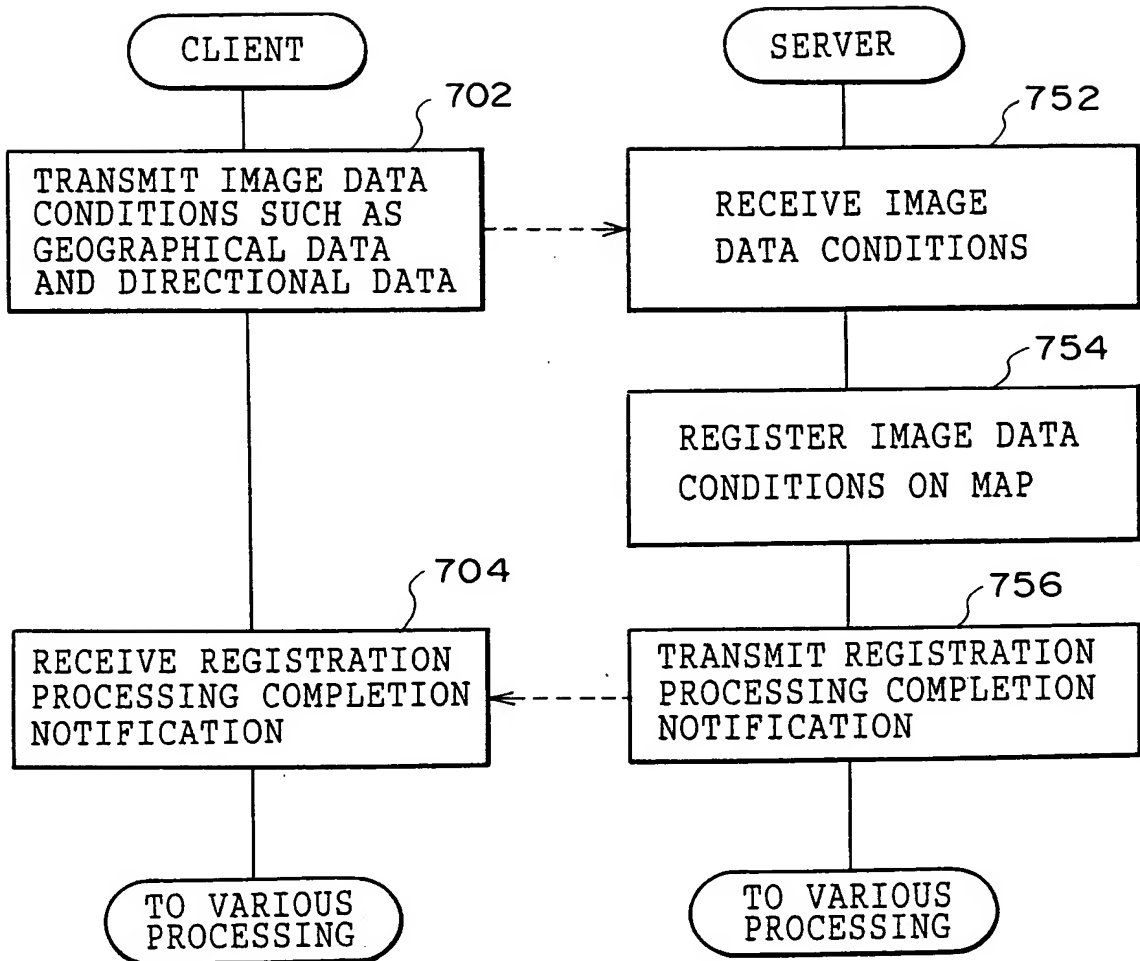 CLIENT
SERVER
702
752
TRANSMIT IMAGE DATA
CONDITIONS SUCH AS
GEOGRAPHICAL DATA
AND DIRECTIONAL DATA
RECEIVE IMAGE
DATA CONDITIONS
754
REGISTER IMAGE DATA
CONDITIONS ON MAP
704
756
RECEIVE REGISTRATION
PROCESSING COMPLETION
NOTIFICATION
TRANSMIT REGISTRATION
PROCESSING COMPLETION
NOTIFICATION
TO VARIOUS
PROCESSING
TO VARIOUS
PROCESSING